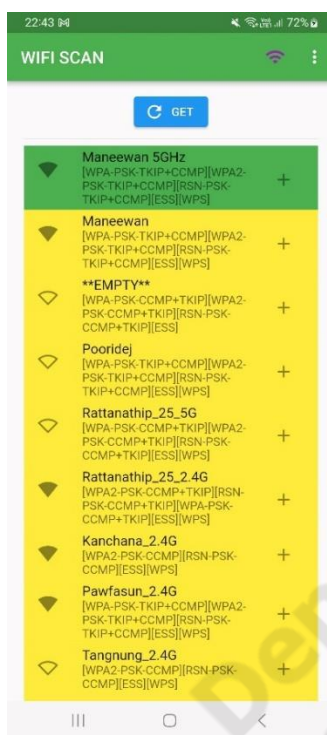 22:43
72%
WIFI SCAN
GET
Maneewan 5GHz
[WPA-PSK-TKIP+CCMP][WPA2-
PSK-TKIP+CCMP][RSN-PSK-
TKIP+CCMP][ESS][WPS]
Maneewan
[WPA-PSK-TKIP+CCMP][WPA2-
PSK-TKIP+CCMP][RSN-PSK-
TKIP+CCMP][ESS][WPS]
**EMPTY**
[WPA-PSK-CCMP+TKIP][WPA2-
PSK-CCMP+TKIP][RSN-PSK-
CCMP+TKIP][ESS]
Pooridej
[WPA-PSK-TKIP+CCMP][WPA2-
PSK-TKIP+CCMP][RSN-PSK-
TKIP+CCMP][ESS][WPS]
Rattanathip_25_5G
[WPA-PSK-CCMP+TKIP][WPA2-
PSK-CCMP+TKIP][RSN-PSK-
CCMP+TKIP][ESS][WPS]
Rattanathip_25_2.4G
[WPA2-PSK-CCMP+TKIP][RSN-
PSK-CCMP+TKIP][WPA-PSK-
CCMP+TKIP][ESS][WPS]
Kanchana_2.4G
[WPA2-PSK-CCMP][RSN-PSK-
CCMP][ESS][WPS]
Pawfasun_2.4G
[WPA-PSK-TKIP+CCMP][WPA2-
PSK-TKIP+CCMP][RSN-PSK-
TKIP+CCMP][ESS][WPS]
Tangnung_2.4G
[WPA2-PSK-CCMP][RSN-PSK-
CCMP][ESS][WPS]